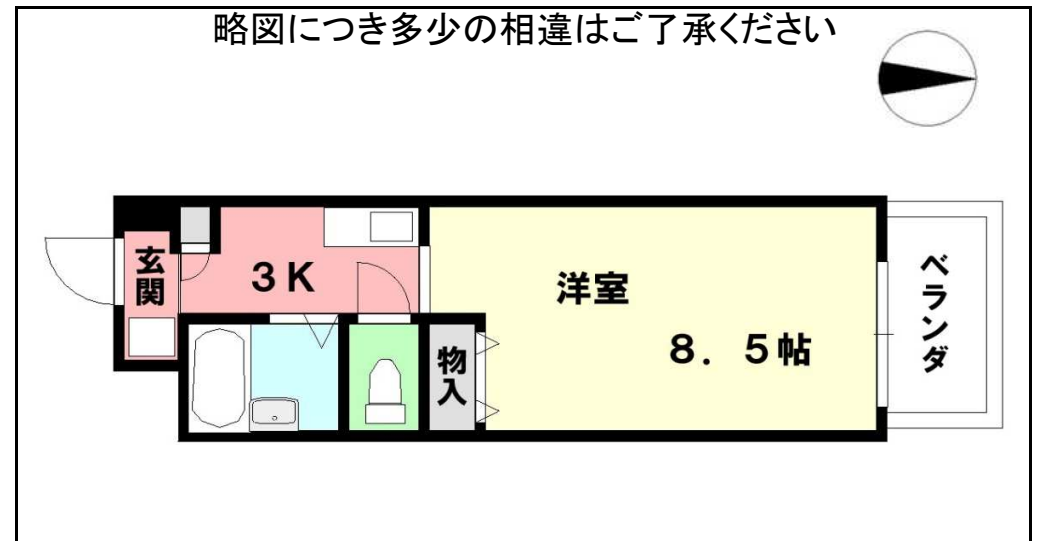 略図につき多少の相違はご了承ください
玄関
３Ｋ
洋室
８．５帖
物入
ベランダ